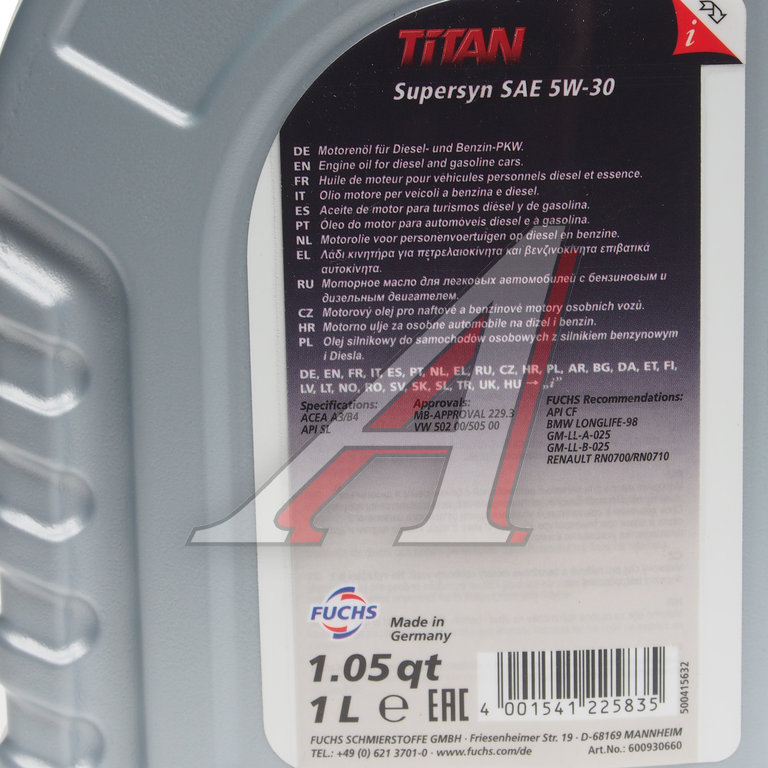 TITAN
Supersyn SAE 5W-30
i
DE Motorenöl für Diesel- und Benzin-PKW.
EN Engine oil for diesel and gasoline cars.
FR Huile de moteur pour véhicules personnels diesel et essence.
IT Olio motore per veicoli a benzina e diesel.
ES Aceite de motor para turismos diésel y de gasolina.
PT Óleo do motor para automóveis diesel e a gasolina.
NL Motorolie voor personenvoertuigen op diesel en benzine.
EL Λάδι κινητήρα για πετρελαιοκίνητα και βενζινοκίνητα επιβατικά
αυτοκίνητα.
RU Моторное масло для легковых автомобилей с бензиновым и
дизельным двигателем.
CZ Motorový olej pro naftové a benzinové motory osobních vozů.
HR Motorno ulje za osobne automobile na dizel i benzin.
PL Olej silnikowy do samochodów osobowych z silnikiem benzynowym
i Diesla.
DE, EN, FR, IT, ES, PT, NL, EL, RU, CZ, HR, PL, AR, BG, DA, ET, FI,
LV, LT, NO, RO, SV, SK, SL, TR, UK, HU → „i"
Specifications:
ACEA A3/B4
API SL
Approvals:
MB-APPROVAL 229.3
VW 502 00/505 00
FUCHS Recommendations:
API CF
BMW LONGLIFE-98
GM-LL-A-025
GM-LL-B-025
RENAULT RN0700/RN0710
FUCHS
Made in
Germany
1.05 qt
1 L e EAC
4 001541 225835
500415632
FUCHS SCHMIERSTOFFE GMBH · Friesenheimer Str. 19 · D-68169 MANNHEIM
TEL.: +49 (0) 621 3701-0 · www.fuchs.com/de
Art.No.: 600930660